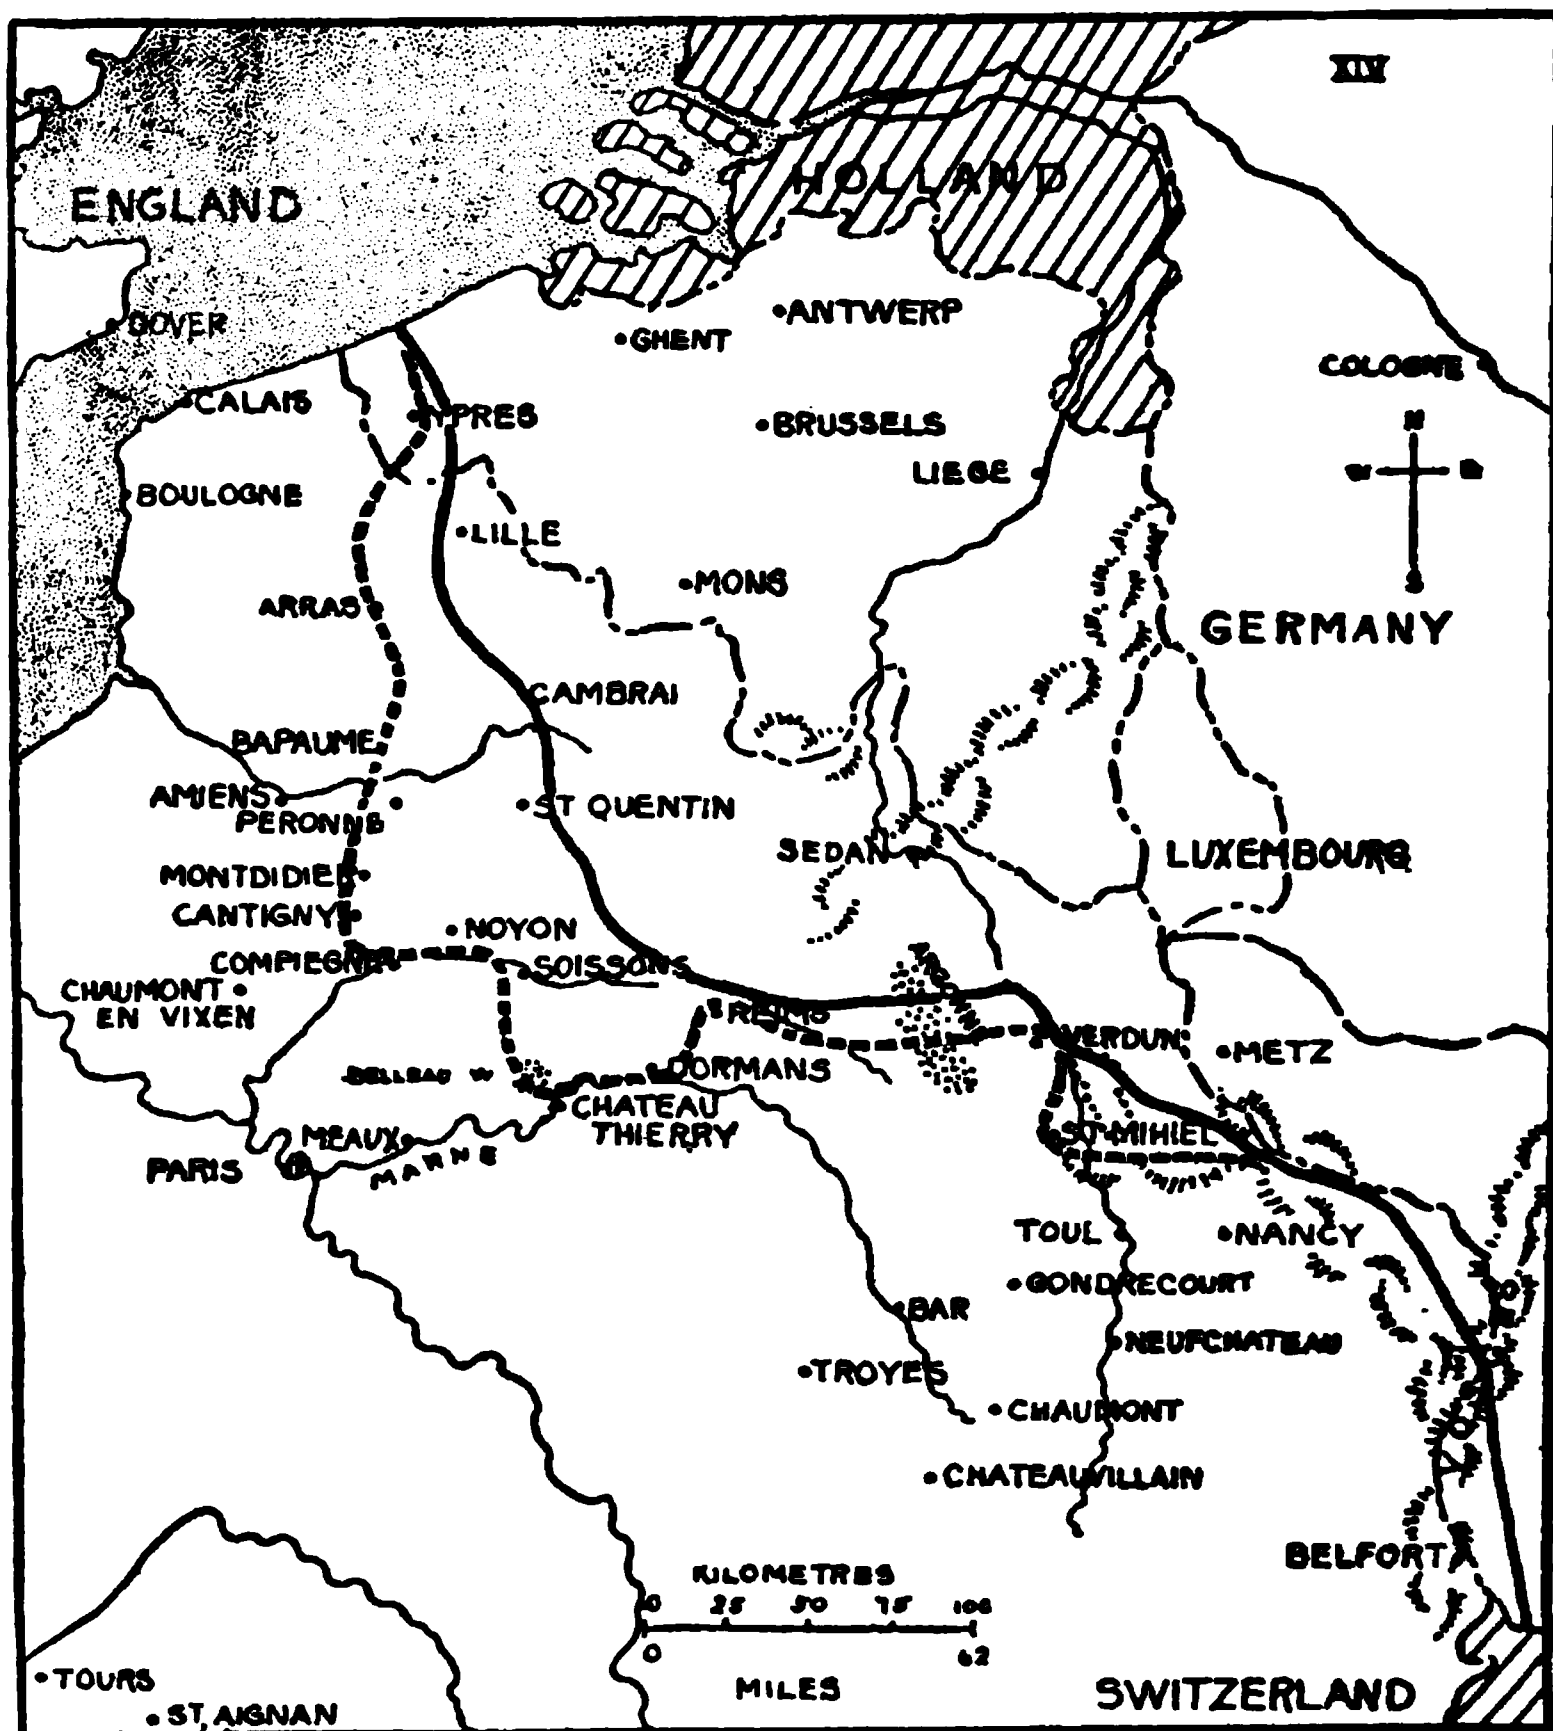 XIV
ENGLAND
HOLLAND
DOVER
ANTWERP
GHENT
COLOGNE
CALAIS
YPRES
BRUSSELS
N
W E
S
LIEGE
BOULOGNE
LILLE
MONS
ARRAS
GERMANY
CAMBRAI
BAPAUME
AMIENS
PERONNE
ST QUENTIN
SEDAN
LUXEMBOURG
MONTDIDIER
CANTIGNY
NOYON
COMPIEGNE
SOISSONS
CHAUMONT
EN VIXEN
REIMS
VERDUN
METZ
BELLEAU W
DORMANS
CHATEAU
THIERRY
MEAUX
MARNE
PARIS
ST. MIHIEL
TOUL
NANCY
GONDRECOURT
BAR
NEUFCHATEAU
TROYES
CHAUMONT
CHATEAUVILLAIN
BELFORT
KILOMETRES
0 25 50 75 100
0 62
MILES
TOURS
ST. AIGNAN
SWITZERLAND